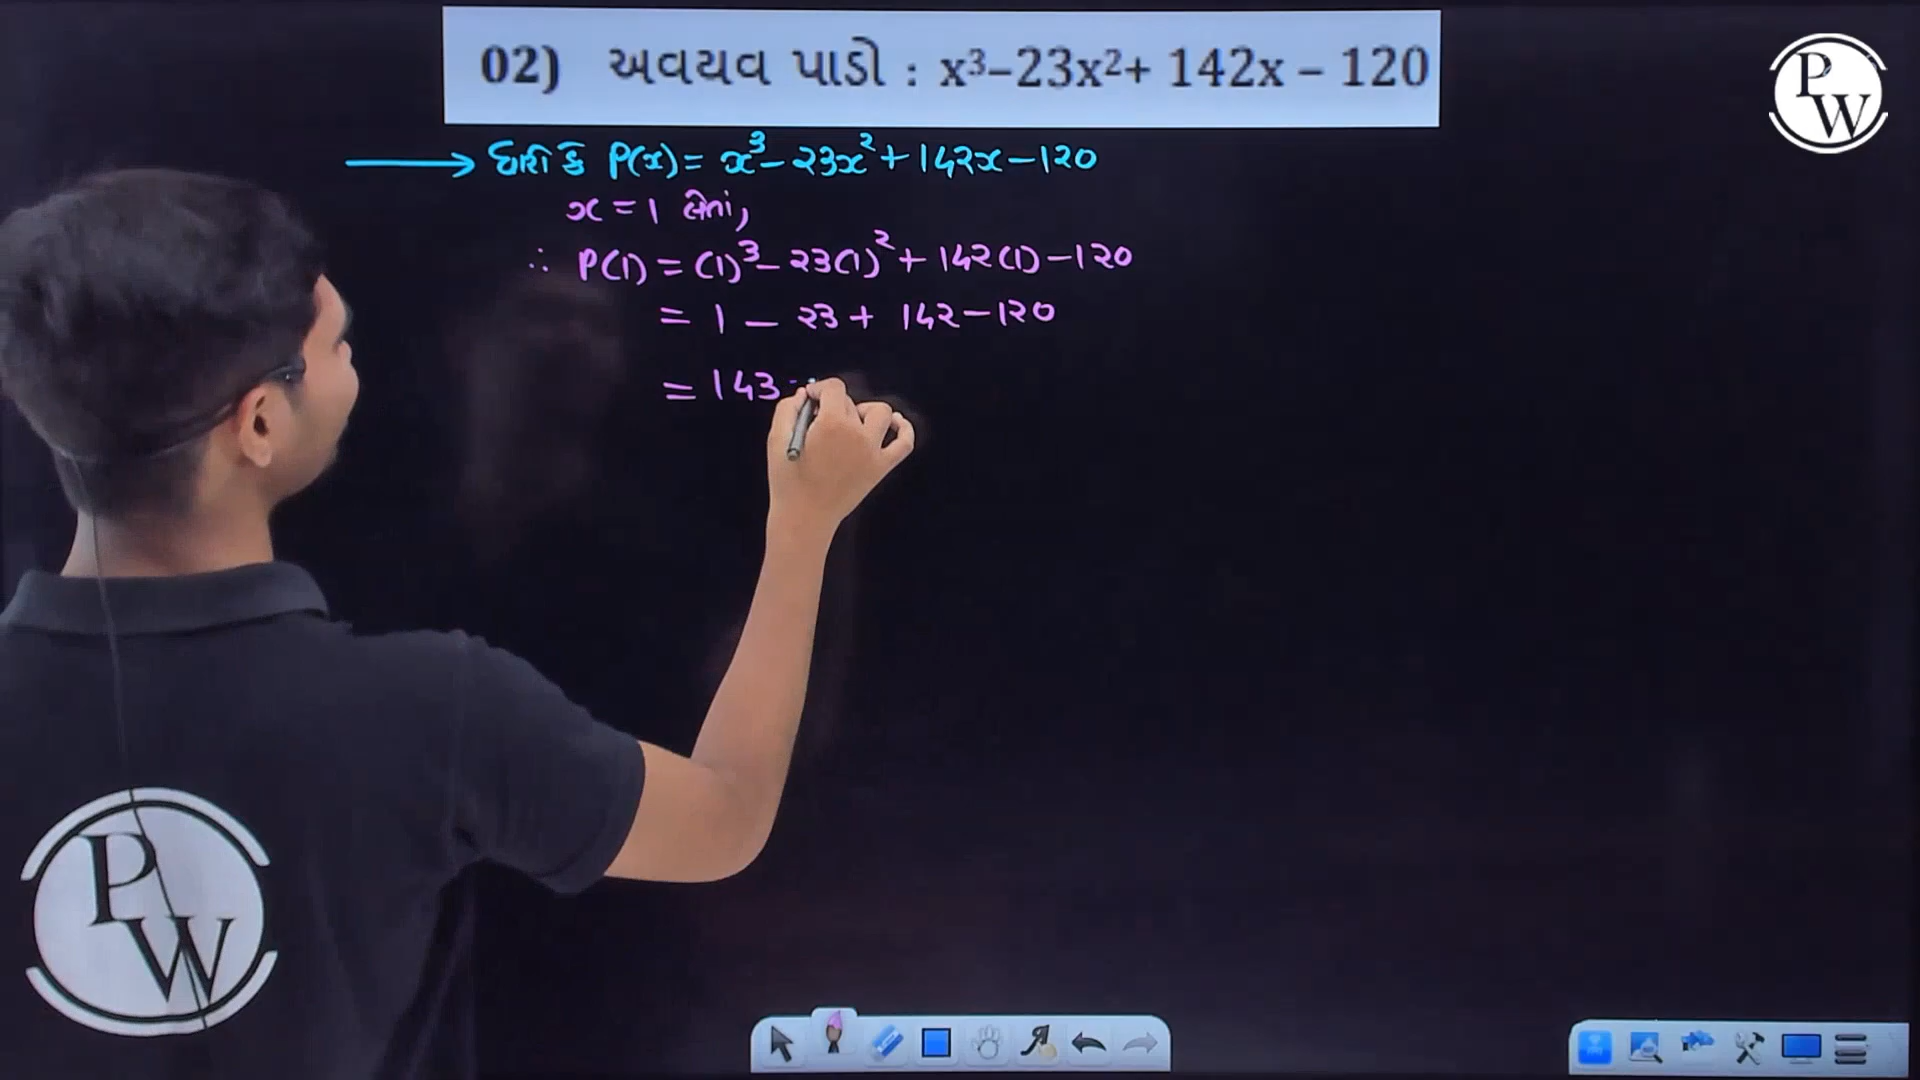 02) અવયવ પાડો : x³–23x²+ 142x – 120
PW
→ ધારો કે P(x) = x³ – 23x² + 142x – 120
x = 1 લેતાં,
∴ P(1) = (1)³ – 23(1)² + 142(1) – 120
= 1 – 23 + 142 – 120
= 143 –
PW